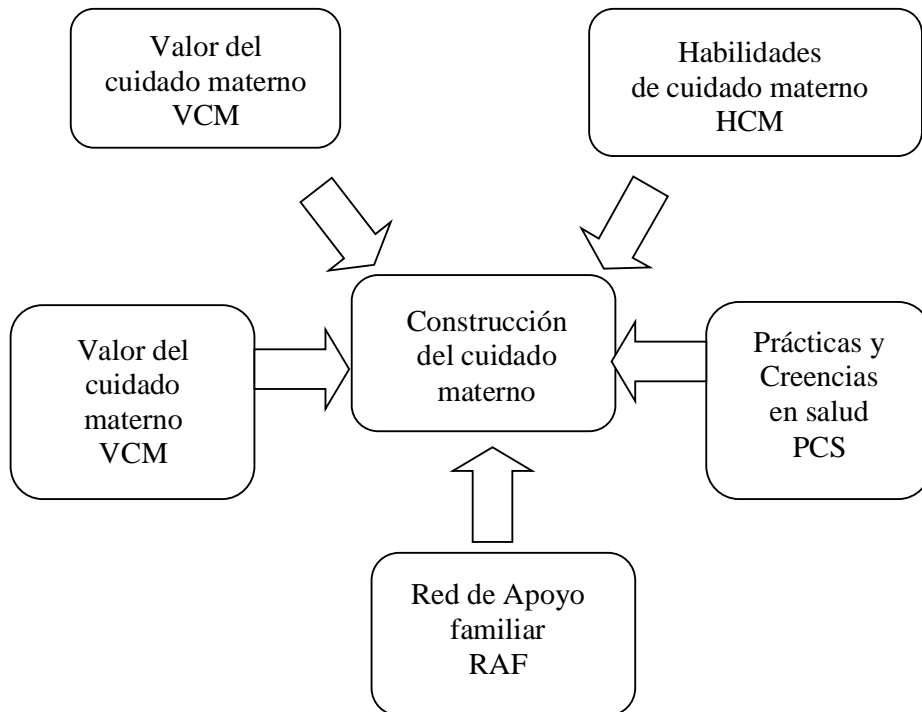 Valor del
cuidado materno
VCM
Habilidades
de cuidado materno
HCM
Valor del
cuidado
materno
VCM
Construcción
del cuidado
materno
Prácticas y
Creencias
en salud
PCS
Red de Apoyo
familiar
RAF